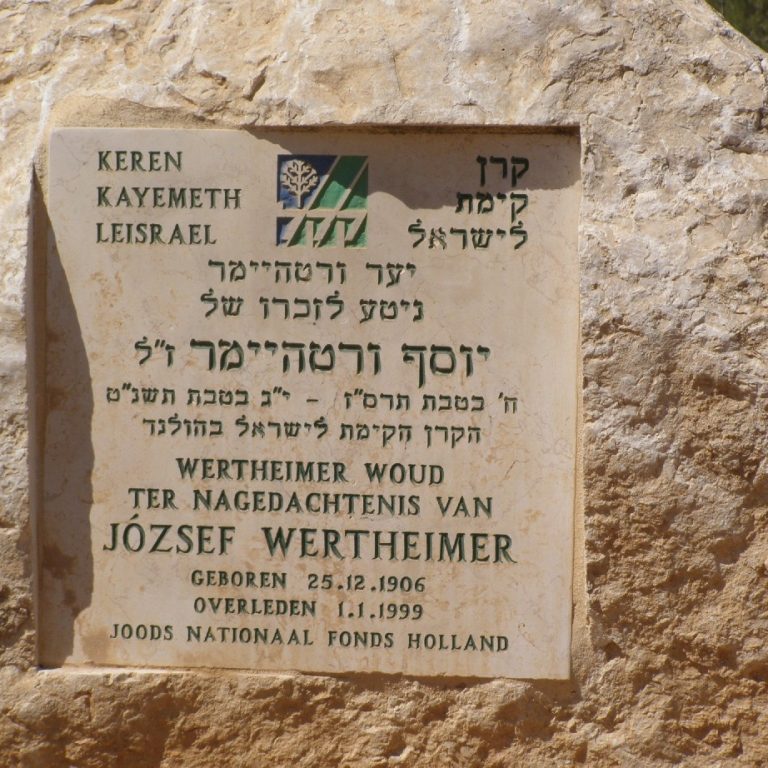 KEREN
KAYEMETH
LEISRAEL
קרן
קימת
לישראל
יער ורטהיימר
ניטע לזכרו של
יוסף ורטהיימר ז"ל
ח' בטבת תרס"ז - י"ג בטבת תשנ"ט
הקרן הקימת לישראל בהולנד
WERTHEIMER WOUD
TER NAGEDACHTENIS VAN
JÓZSEF WERTHEIMER
GEBOREN 25.12.1906
OVERLEDEN 1.1.1999
JOODS NATIONAAL FONDS HOLLAND